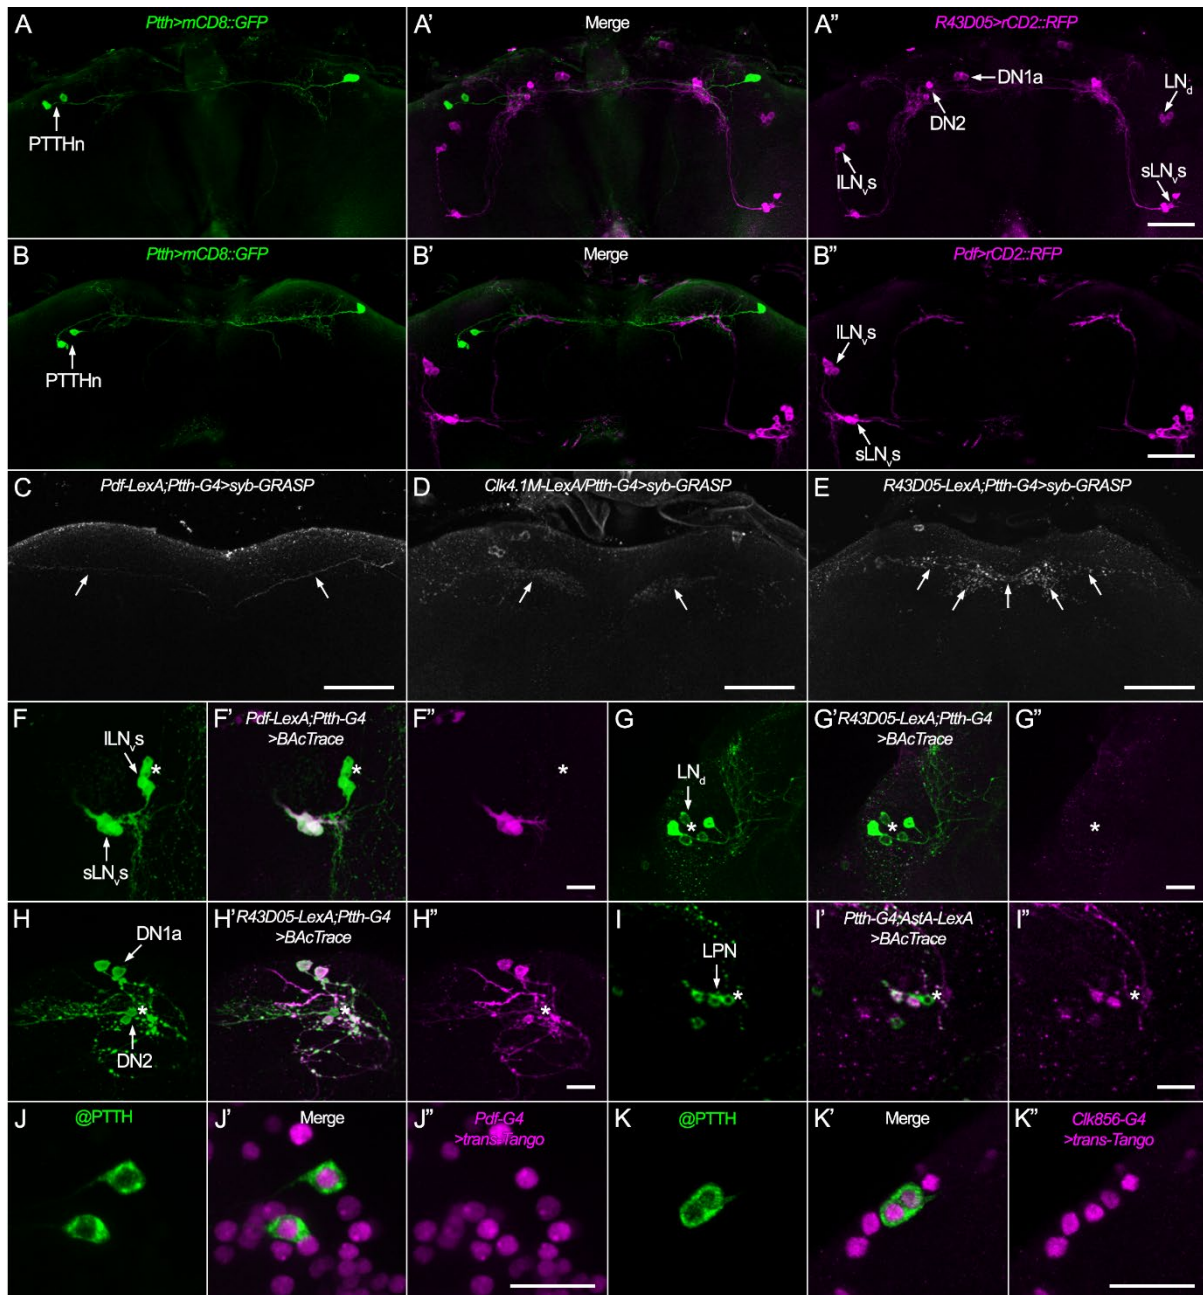 A
Ptth>mCD8::GFP
PTTHn
A'
Merge
A"
R43D05>rCD2::RFP
DN1a
LNd
DN2
lLNvs
sLNvs
B
Ptth>mCD8::GFP
PTTHn
B'
Merge
B"
Pdf>rCD2::RFP
lLNvs
sLNvs
C
Pdf-LexA;Ptth-G4>syb-GRASP
D
Clk4.1M-LexA/Ptth-G4>syb-GRASP
E
R43D05-LexA;Ptth-G4>syb-GRASP
F
lLNvs
*
sLNvs
F'
Pdf-LexA;Ptth-G4
>BAcTrace
*
F"
*
G
LNd
*
G'
R43D05-LexA;Ptth-G4
>BAcTrace
*
G"
*
H
DN1a
*
DN2
H'
R43D05-LexA;Ptth-G4
>BAcTrace
*
H"
*
I
LPN
*
I'
Ptth-G4;AstA-LexA
>BAcTrace
*
I"
*
J
@PTTH
J'
Merge
J"
Pdf-G4
>trans-Tango
K
@PTTH
K'
Merge
K"
Clk856-G4
>trans-Tango